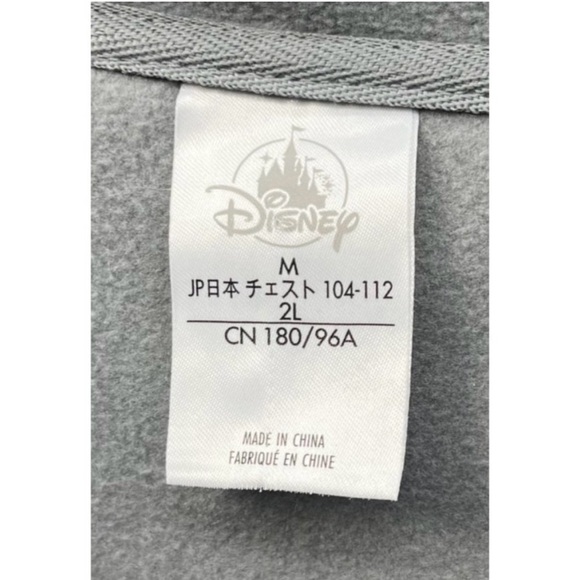 Disney
M
JP日本 チェスト 104-112
2L
CN 180/96A
MADE IN CHINA
FABRIQUÉ EN CHINE